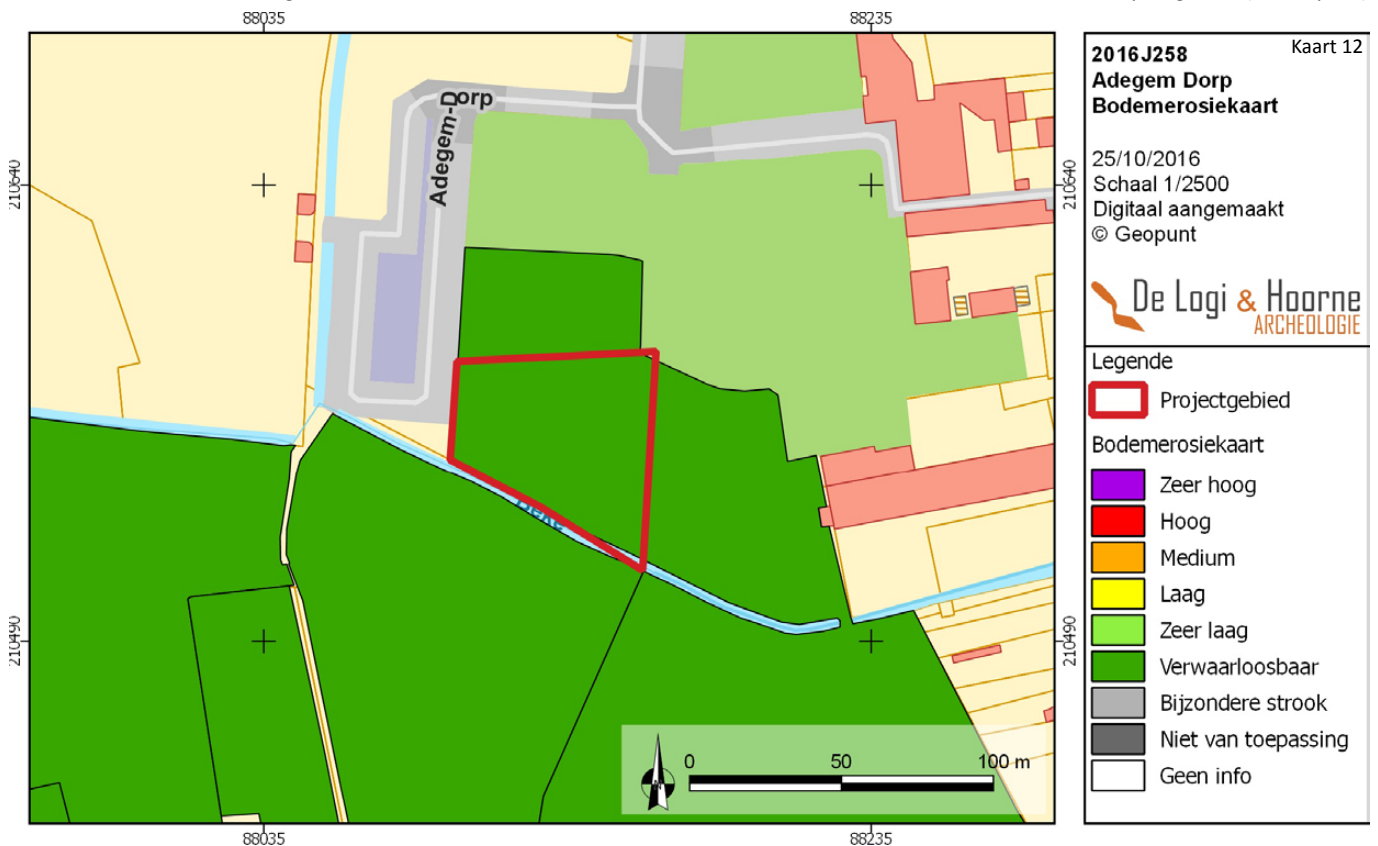 88035
88235
210640
210640
210490
210490
88035
88235
Adegem-Dorp
0 50 100 m
Kaart 12
2016J258
Adegem Dorp
Bodemerosiekaart
25/10/2016
Schaal 1/2500
Digitaal aangemaakt
© Geopunt
De Logi & Hoorne
ARCHEOLOGIE
Legende
Projectgebied
Bodemerosiekaart
Zeer hoog
Hoog
Medium
Laag
Zeer laag
Verwaarloosbaar
Bijzondere strook
Niet van toepassing
Geen info